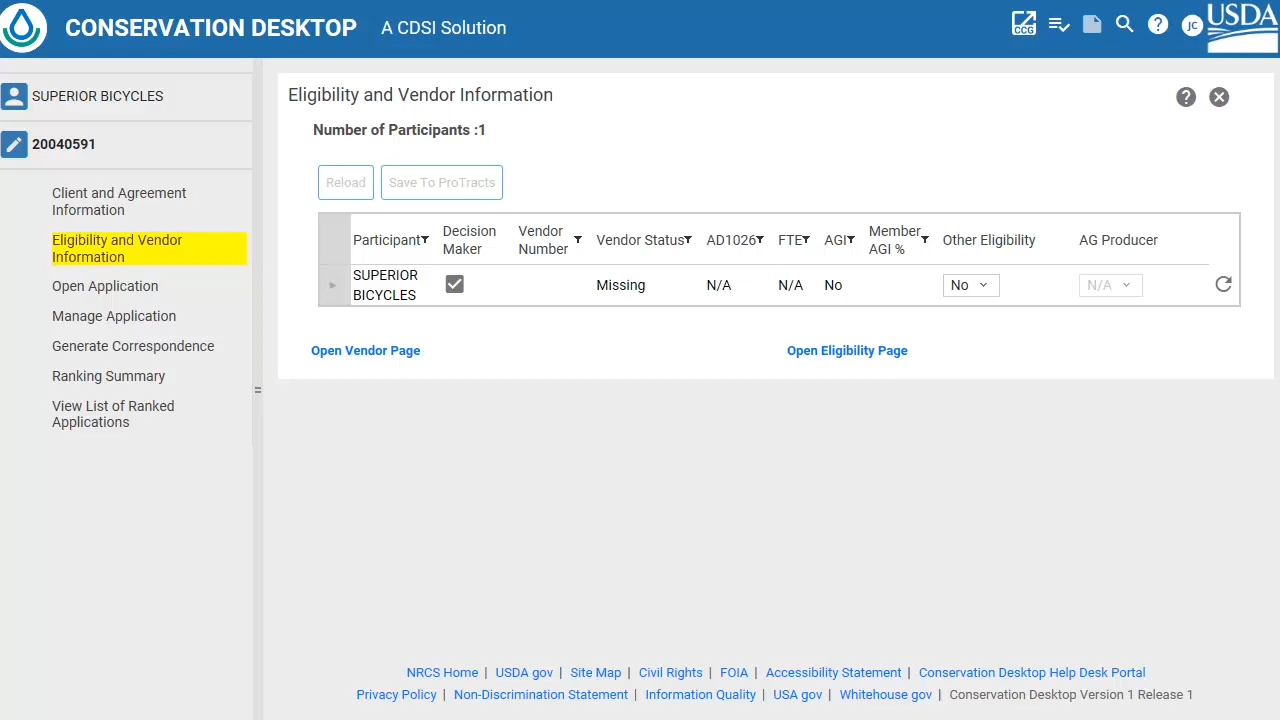 CONSERVATION DESKTOP A CDSI Solution
CCG
JC
USDA
SUPERIOR BICYCLES
20040591
Client and Agreement
Information
Eligibility and Vendor
Information
Open Application
Manage Application
Generate Correspondence
Ranking Summary
View List of Ranked
Applications
Eligibility and Vendor Information
Number of Participants :1
Reload Save To ProTracts
Participant Decision Maker Vendor Number Vendor Status AD1026 FTE AGI Member AGI % Other Eligibility AG Producer
SUPERIOR BICYCLES Missing N/A N/A No No N/A
Open Vendor Page Open Eligibility Page
NRCS Home | USDA gov | Site Map | Civil Rights | FOIA | Accessibility Statement | Conservation Desktop Help Desk Portal
Privacy Policy | Non-Discrimination Statement | Information Quality | USA gov | Whitehouse gov | Conservation Desktop Version 1 Release 1